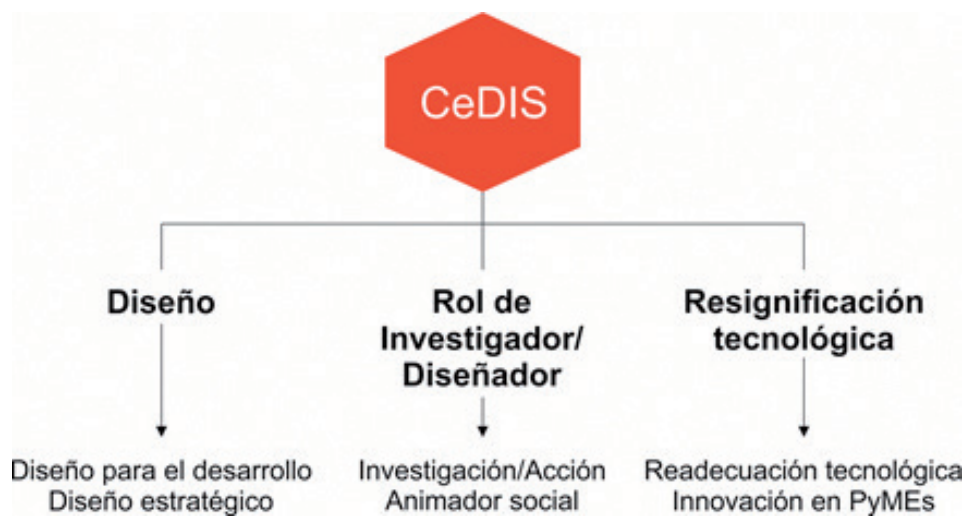 CeDIS
Diseño
Rol de
Investigador/
Diseñador
Resignificación
tecnológica
Diseño para el desarrollo
Diseño estratégico
Investigación/Acción
Animador social
Readecuación tecnológica
Innovación en PyMEs